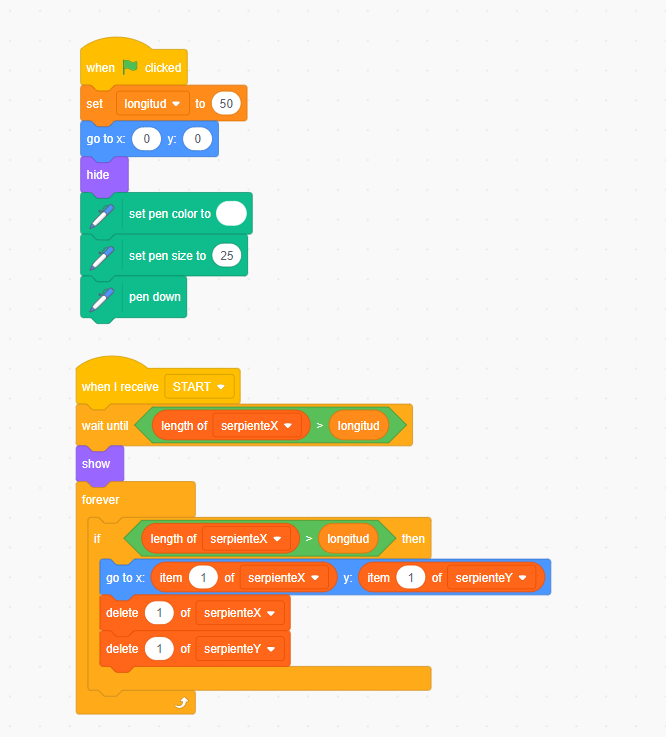 when clicked
set longitud to 50
go to x: 0 y: 0
hide
set pen color to
set pen size to 25
pen down
when I receive START
wait until length of serpienteX > longitud
show
forever
if length of serpienteX > longitud then
go to x: item 1 of serpienteX y: item 1 of serpienteY
delete 1 of serpienteX
delete 1 of serpienteY